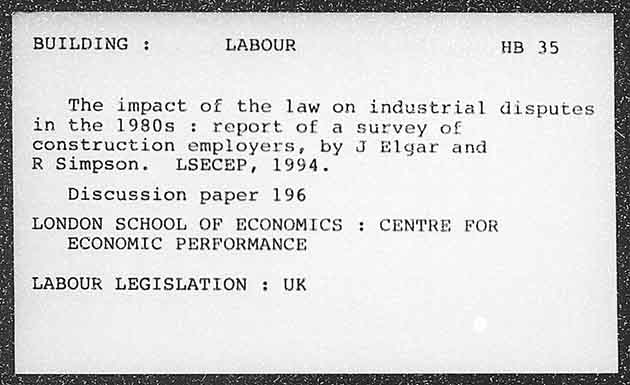 BUILDING : LABOUR HB 35
The impact of the law on industrial disputes
in the 1980s : report of a survey of
construction employers, by J Elgar and
R Simpson. LSECEP, 1994.
Discussion paper 196
LONDON SCHOOL OF ECONOMICS : CENTRE FOR
ECONOMIC PERFORMANCE
LABOUR LEGISLATION : UK